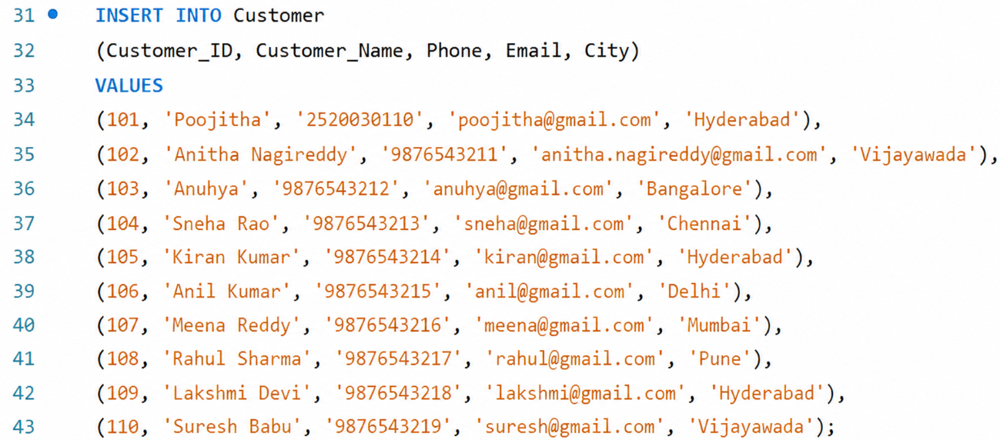 31 INSERT INTO Customer
32 (Customer_ID, Customer_Name, Phone, Email, City)
33 VALUES
34 (101, 'Poojitha', '2520030110', 'poojitha@gmail.com', 'Hyderabad'),
35 (102, 'Anitha Nagireddy', '9876543211', 'anitha.nagireddy@gmail.com', 'Vijayawada'),
36 (103, 'Anuhya', '9876543212', 'anuhya@gmail.com', 'Bangalore'),
37 (104, 'Sneha Rao', '9876543213', 'sneha@gmail.com', 'Chennai'),
38 (105, 'Kiran Kumar', '9876543214', 'kiran@gmail.com', 'Hyderabad'),
39 (106, 'Anil Kumar', '9876543215', 'anil@gmail.com', 'Delhi'),
40 (107, 'Meena Reddy', '9876543216', 'meena@gmail.com', 'Mumbai'),
41 (108, 'Rahul Sharma', '9876543217', 'rahul@gmail.com', 'Pune'),
42 (109, 'Lakshmi Devi', '9876543218', 'lakshmi@gmail.com', 'Hyderabad'),
43 (110, 'Suresh Babu', '9876543219', 'suresh@gmail.com', 'Vijayawada');